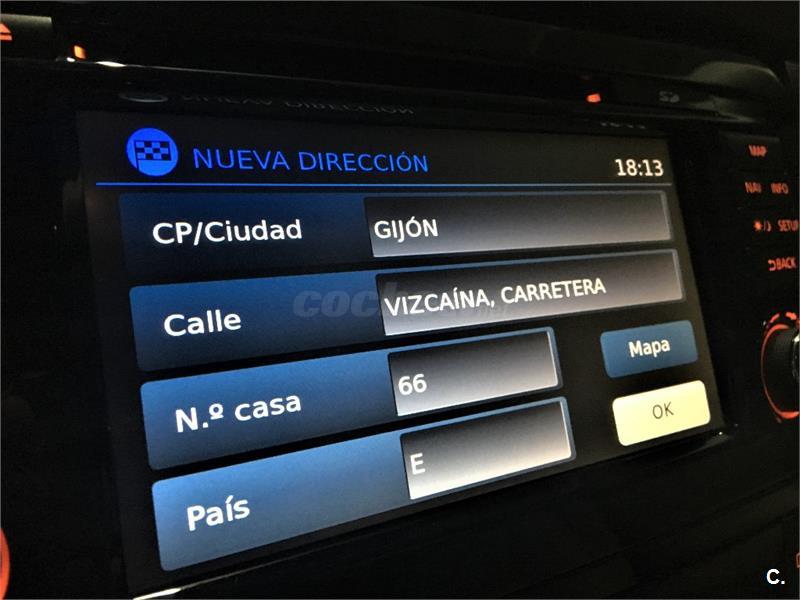 NUEVA DIRECCIÓN
18:13
CP/Ciudad GIJÓN
Calle VIZCAÍNA, CARRETERA
N.º casa 66
Mapa
País E
OK
MAP
NAV INFO
SETUP
BACK
C.